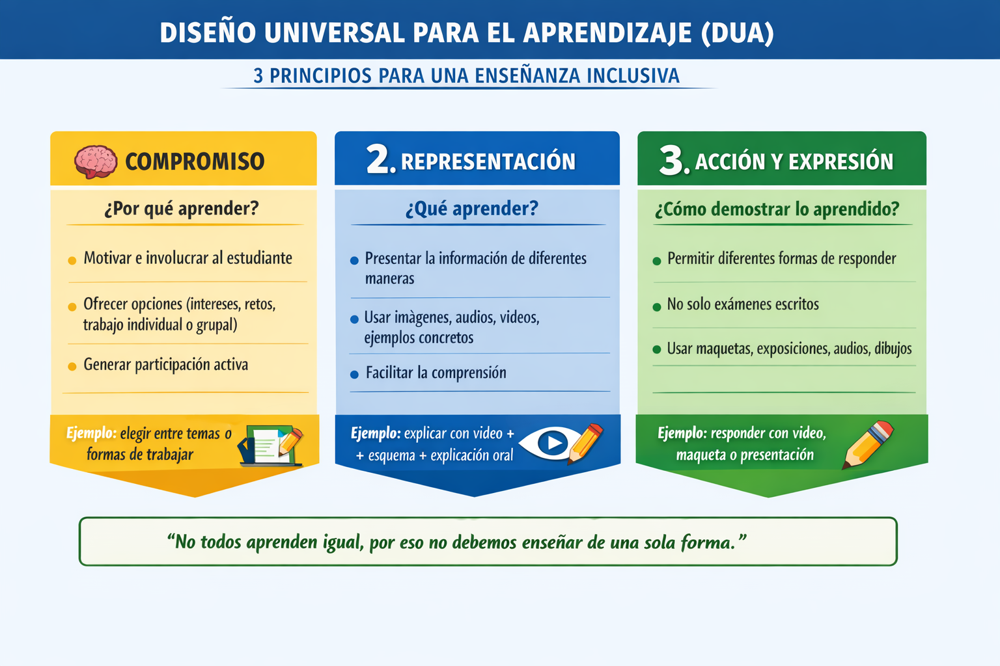 DISEÑO UNIVERSAL PARA EL APRENDIZAJE (DUA)
3 PRINCIPIOS PARA UNA ENSEÑANZA INCLUSIVA
COMPROMISO
¿Por qué aprender?
Motivar e involucrar al estudiante
Ofrecer opciones (intereses, retos,
trabajo individual o grupal)
Generar participación activa
Ejemplo: elegir entre temas o
formas de trabajar
2. REPRESENTACIÓN
¿Qué aprender?
Presentar la información de diferentes
maneras
Usar imàgenes, audios, videos,
ejemplos concretos
Facilitar la comprensión
Ejemplo: explicar con video +
+ esquema + explicación oral
3. ACCIÓN Y EXPRESIÓN
¿Cómo demostrar lo aprendido?
Permitir diferentes formas de responder
No solo exámenes escritos
Usar maquetas, exposiciones, audios, dibujos
Ejemplo: responder con video,
maqueta o presentación
“No todos aprenden igual, por eso no debemos enseñar de una sola forma.”